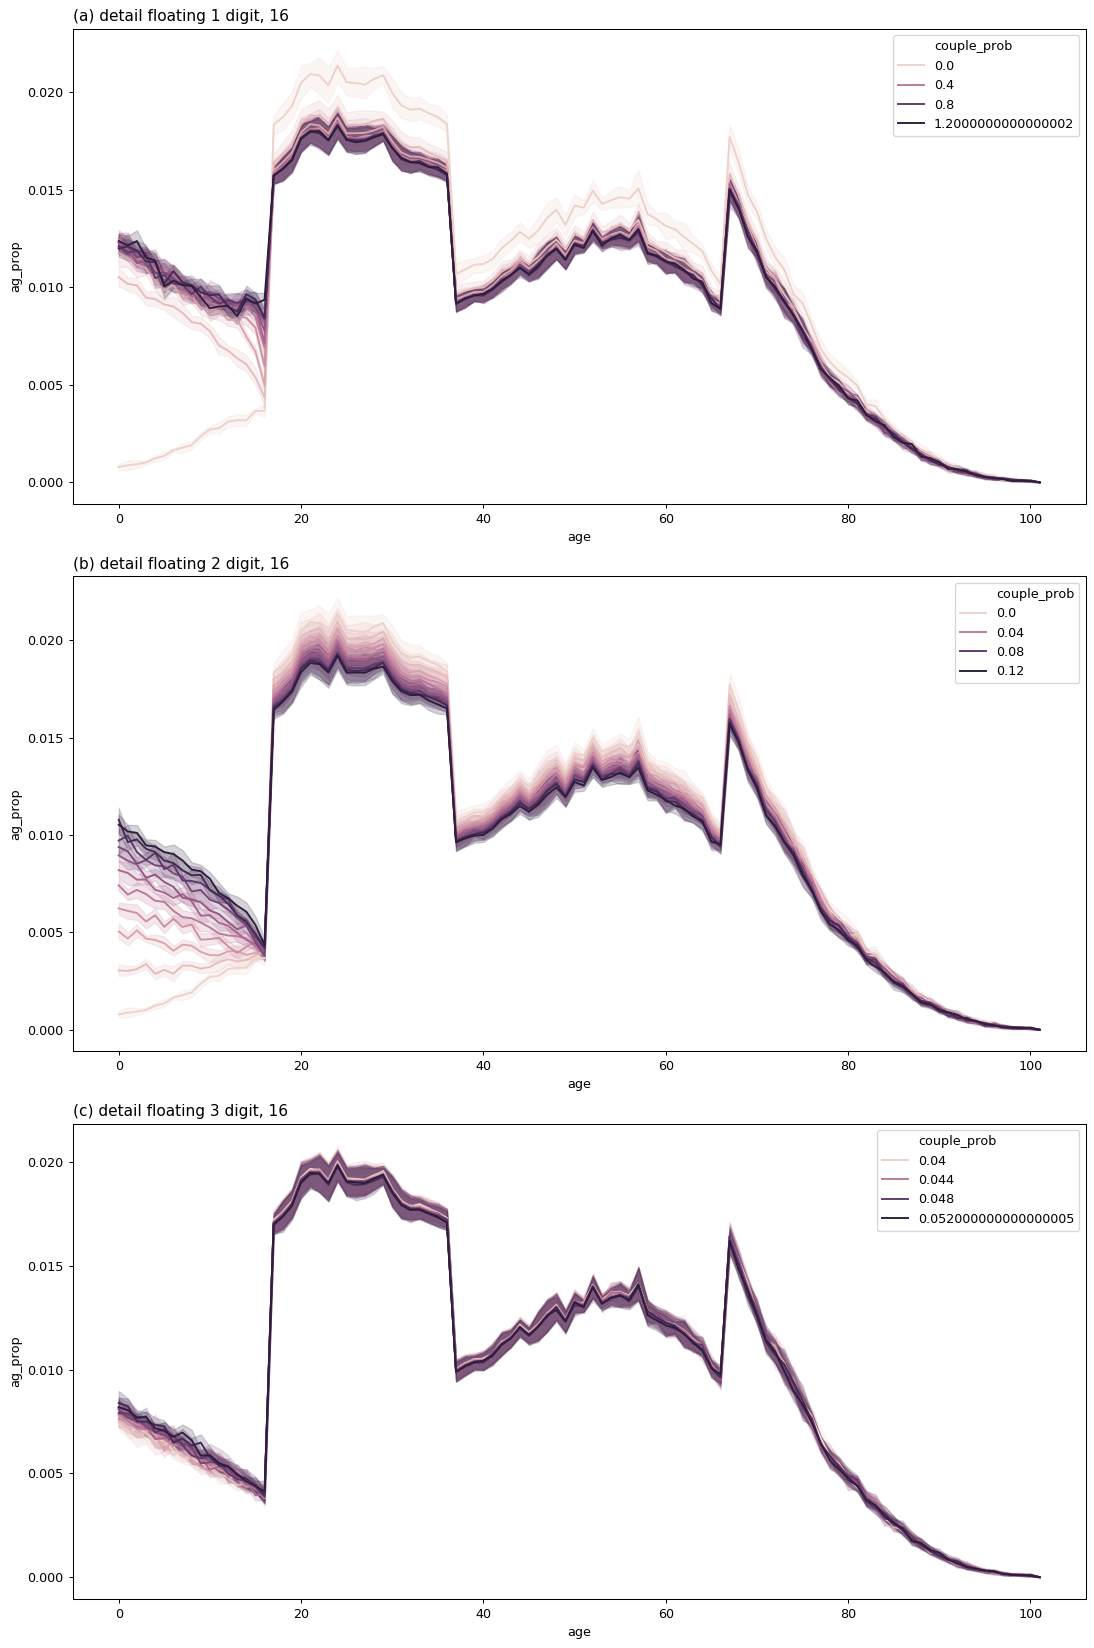 (a) detail floating 1 digit, 16
couple_prob
0.0
0.4
0.8
1.2000000000000002
0.020
0.015
0.010
0.005
0.000
ag_prop
0 20 40 60 80 100
age
(b) detail floating 2 digit, 16
couple_prob
0.0
0.04
0.08
0.12
0.020
0.015
0.010
0.005
0.000
ag_prop
0 20 40 60 80 100
age
(c) detail floating 3 digit, 16
couple_prob
0.04
0.044
0.048
0.052000000000000005
0.020
0.015
0.010
0.005
0.000
ag_prop
0 20 40 60 80 100
age